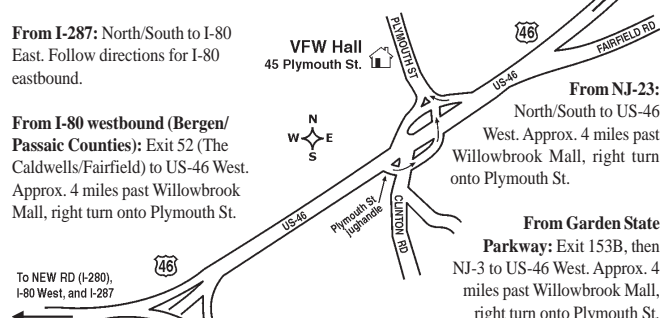 From I-287: North/South to I-80
East. Follow directions for I-80
eastbound.
From I-80 westbound (Bergen/
Passaic Counties): Exit 52 (The
Caldwells/Fairfield) to US-46 West.
Approx. 4 miles past Willowbrook
Mall, right turn onto Plymouth St.
VFW Hall
45 Plymouth St.
PLYMOUTH ST
46
FAIRFIELD RD
US-46
N
W E
S
From NJ-23:
North/South to US-46
West. Approx. 4 miles past
Willowbrook Mall, right turn
onto Plymouth St.
US-46
Plymouth St
jughandle
CLINTON RD
From Garden State
Parkway: Exit 153B, then
NJ-3 to US-46 West. Approx. 4
miles past Willowbrook Mall,
right turn onto Plymouth St.
46
To NEW RD (I-280),
I-80 West, and I-287